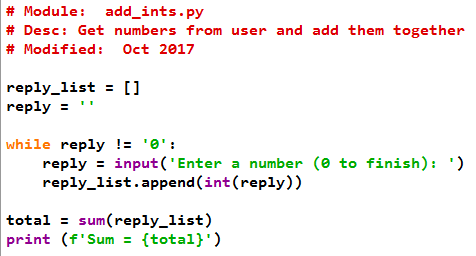 # Module:  add_ints.py
# Desc: Get numbers from user and add them together
# Modified:  Oct 2017
reply_list = []
reply = ''
while reply != '0':
    reply = input('Enter a number (0 to finish): ')
    reply_list.append(int(reply))
total = sum(reply_list)
print (f'Sum = {total}')